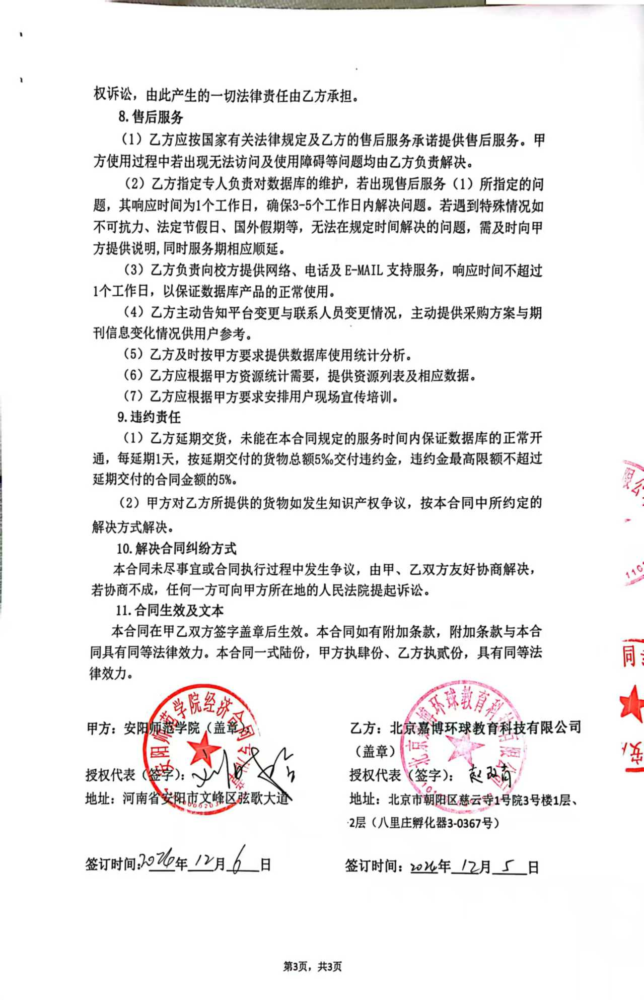 权诉讼，由此产生的一切法律责任由乙方承担。
8.售后服务
（1）乙方应按国家有关法律规定及乙方的售后服务承诺提供售后服务。甲
方使用过程中若出现无法访问及使用障碍等问题均由乙方负责解决。
（2）乙方指定专人负责对数据库的维护，若出现售后服务（1）所指定的问
题，其响应时间为1个工作日，确保3-5个工作日内解决问题。若遇到特殊情况如
不可抗力、法定节假日、国外假期等，无法在规定时间解决的问题，需及时向甲
方提供说明,同时服务期相应顺延。
（3）乙方负责向校方提供网络、电话及 E-MAIL 支持服务，响应时间不超过
1个工作日，以保证数据库产品的正常使用。
（4）乙方主动告知平台变更与联系人员变更情况，主动提供采购方案与期
刊信息变化情况供用户参考。
（5）乙方及时按甲方要求提供数据库使用统计分析。
（6）乙方应根据甲方资源统计需要，提供资源列表及相应数据。
（7）乙方应根据甲方要求安排用户现场宣传培训。
9.违约责任
（1）乙方延期交货，未能在本合同规定的服务时间内保证数据库的正常开
通，每延期1天，按延期交付的货物总额5‰交付违约金，违约金最高限额不超过
延期交付的合同金额的5%。
（2）甲方对乙方所提供的货物如发生知识产权争议，按本合同中所约定的
解决方式解决。
10.解决合同纠纷方式
本合同未尽事宜或合同执行过程中发生争议，由甲、乙双方友好协商解决，
若协商不成，任何一方可向甲方所在地的人民法院提起诉讼。
11.合同生效及文本
本合同在甲乙双方签字盖章后生效。本合同如有附加条款，附加条款与本合
同具有同等法律效力。本合同一式陆份，甲方执肆份、乙方执贰份，具有同等法
律效力。
安阳师范学院经济合同专用章
北京嘉博环球教育科技有限公司
甲方：安阳师范学院（盖章）
乙方：北京嘉博环球教育科技有限公司
（盖章）
授权代表（签字）：
授权代表（签字）：
地址：河南省安阳市文峰区弦歌大道
地址：北京市朝阳区慈云寺1号院3号楼1层、
2层（八里庄孵化器3-0367号）
签订时间：2024年 12月 6 日
签订时间：2024年 12月 5 日
第3页，共3页